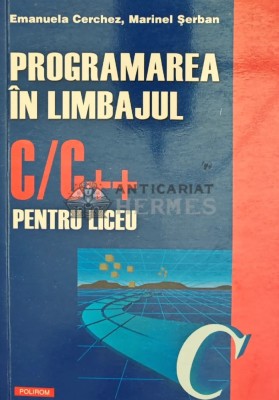 Emanuela Cerchez, Marinel Şerban
PROGRAMAREA
ÎN LIMBAJUL
C/C++
ANTICARIAT
HERMES
PENTRU LICEU
C
POLIROM